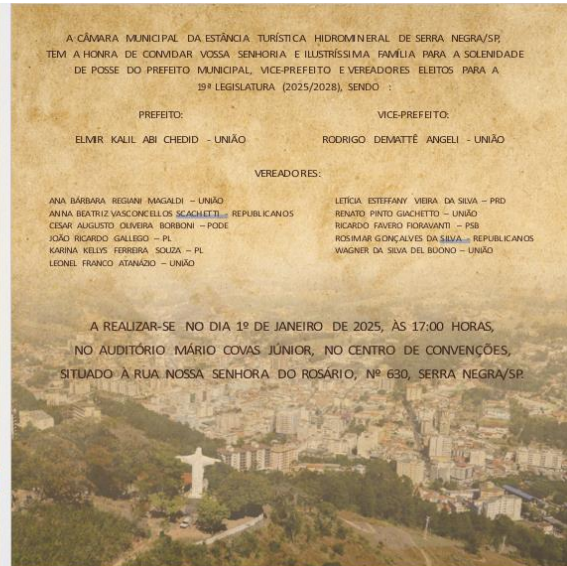 A CÂMARA MUNICIPAL DA ESTÂNCIA TURÍSTICA HIDROMINERAL DE SERRA NEGRA/SP,
TEM A HONRA DE CONVIDAR VOSSA SENHORIA E ILUSTRÍSSIMA FAMÍLIA PARA A SOLENIDADE
DE POSSE DO PREFEITO MUNICIPAL, VICE-PREFEITO E VEREADORES ELEITOS PARA A
19ª LEGISLATURA (2025/2028), SENDO :
PREFEITO:
ELMIR KALIL ABI CHEDID - UNIÃO
VICE-PREFEITO:
RODRIGO DEMATTÊ ANGELI - UNIÃO
VEREADORES:
ANA BÁRBARA REGIANI MAGALDI – UNIÃO
ANNA BEATRIZ VASCONCELLOS SCACHETTI – REPUBLICANOS
CESAR AUGUSTO OLIVEIRA BORBONI – PODE
JOÃO RICARDO GALLEGO – PL
KARINA KELLYS FERREIRA SOUZA – PL
LEONEL FRANCO ATANÁZIO – UNIÃO
LETÍCIA ESTEFFANY VIEIRA DA SILVA – PRD
RENATO PINTO GIACHETTO – UNIÃO
RICARDO FAVERO FIORAVANTI – PSB
ROSIMAR GONÇALVES DA SILVA – REPUBLICANOS
WAGNER DA SILVA DEL BUONO – UNIÃO
A REALIZAR-SE NO DIA 1º DE JANEIRO DE 2025, ÀS 17:00 HORAS,
NO AUDITÓRIO MÁRIO COVAS JÚNIOR, NO CENTRO DE CONVENÇÕES,
SITUADO À RUA NOSSA SENHORA DO ROSÁRIO, Nº 630, SERRA NEGRA/SP.